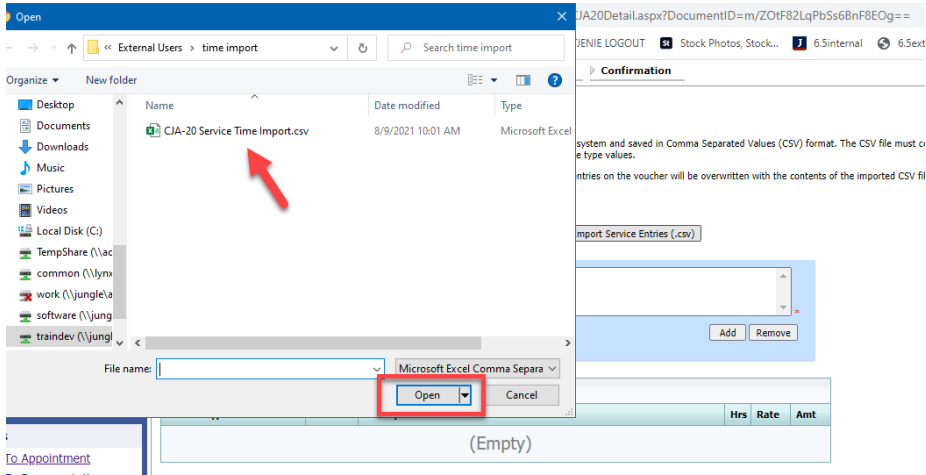 Open
CJA20Detail.aspx?DocumentID=m/ZOtF82LqPbSs6BnF8EOg==
« External Users › time import
Search time import
JENIE LOGOUT St Stock Photos, Stock... J 6.5internal 6.5ext
Organize New folder
Confirmation
Desktop
Documents
Downloads
Music
Pictures
Videos
Local Disk (C:)
TempShare (\\ac
common (\\lynx
work (\\jungle\a
software (\\jung
traindev (\\jungl
Name Date modified Type
CJA-20 Service Time Import.csv 8/9/2021 10:01 AM Microsoft Excel
system and saved in Comma Separated Values (CSV) format. The CSV file must c
e type values.
entries on the voucher will be overwritten with the contents of the imported CSV fil
mport Service Entries (.csv)
*
Add Remove
File name: Microsoft Excel Comma Separa
Open Cancel
Hrs Rate Amt
(Empty)
s
To Appointment